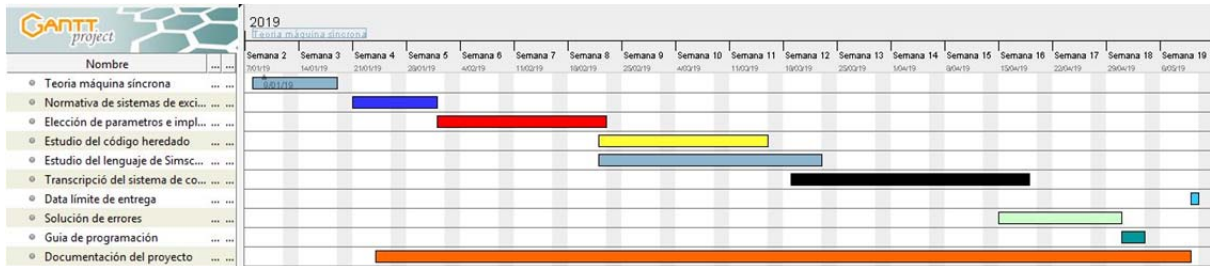 GANTT
project
2019
Teoria máquina síncrona
Semana 2 Semana 3 Semana 4 Semana 5 Semana 6 Semana 7 Semana 8 Semana 9 Semana 10 Semana 11 Semana 12 Semana 13 Semana 14 Semana 15 Semana 16 Semana 17 Semana 18 Semana 19
7/01/19 14/01/19 21/01/19 28/01/19 4/02/19 11/02/19 18/02/19 25/02/19 4/03/19 11/03/19 18/03/19 25/03/19 1/04/19 8/04/19 15/04/19 22/04/19 29/04/19 6/05/19
Nombre ... ...
Teoria máquina síncrona ... ...
8/01/19
Normativa de sistemas de exci... ... ...
Elección de parametros e impl... ... ...
Estudio del código heredado ... ...
Estudio del lenguaje de Simsc... ... ...
Transcripció del sistema de co... ... ...
Data límite de entrega ... ...
Solución de errores ... ...
Guia de programación ... ...
Documentación del proyecto ... ...